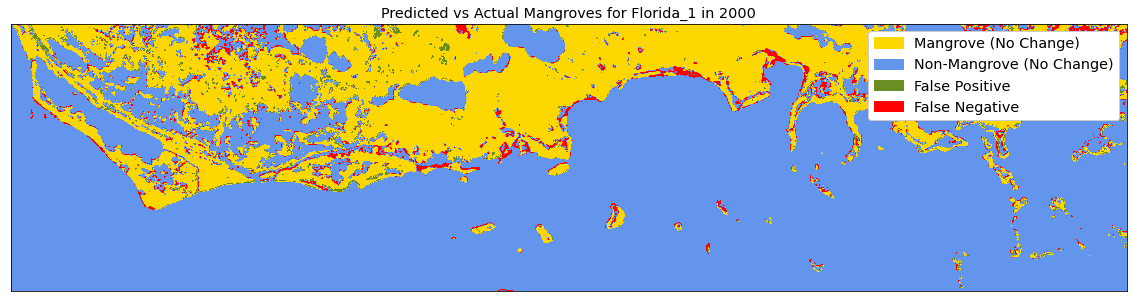 Predicted vs Actual Mangroves for Florida_1 in 2000
Mangrove (No Change)
Non-Mangrove (No Change)
False Positive
False Negative